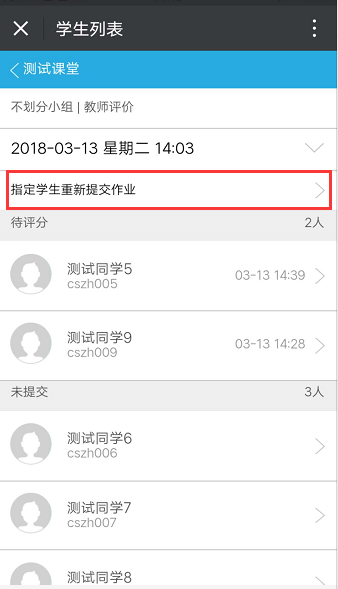 学生列表
测试课堂
不划分小组 | 教师评价
2018-03-13 星期二 14:03
指定学生重新提交作业
待评分 2人
测试同学5
cszh005
03-13 14:39
测试同学9
cszh009
03-13 14:28
未提交 3人
测试同学6
cszh006
测试同学7
cszh007
测试同学8